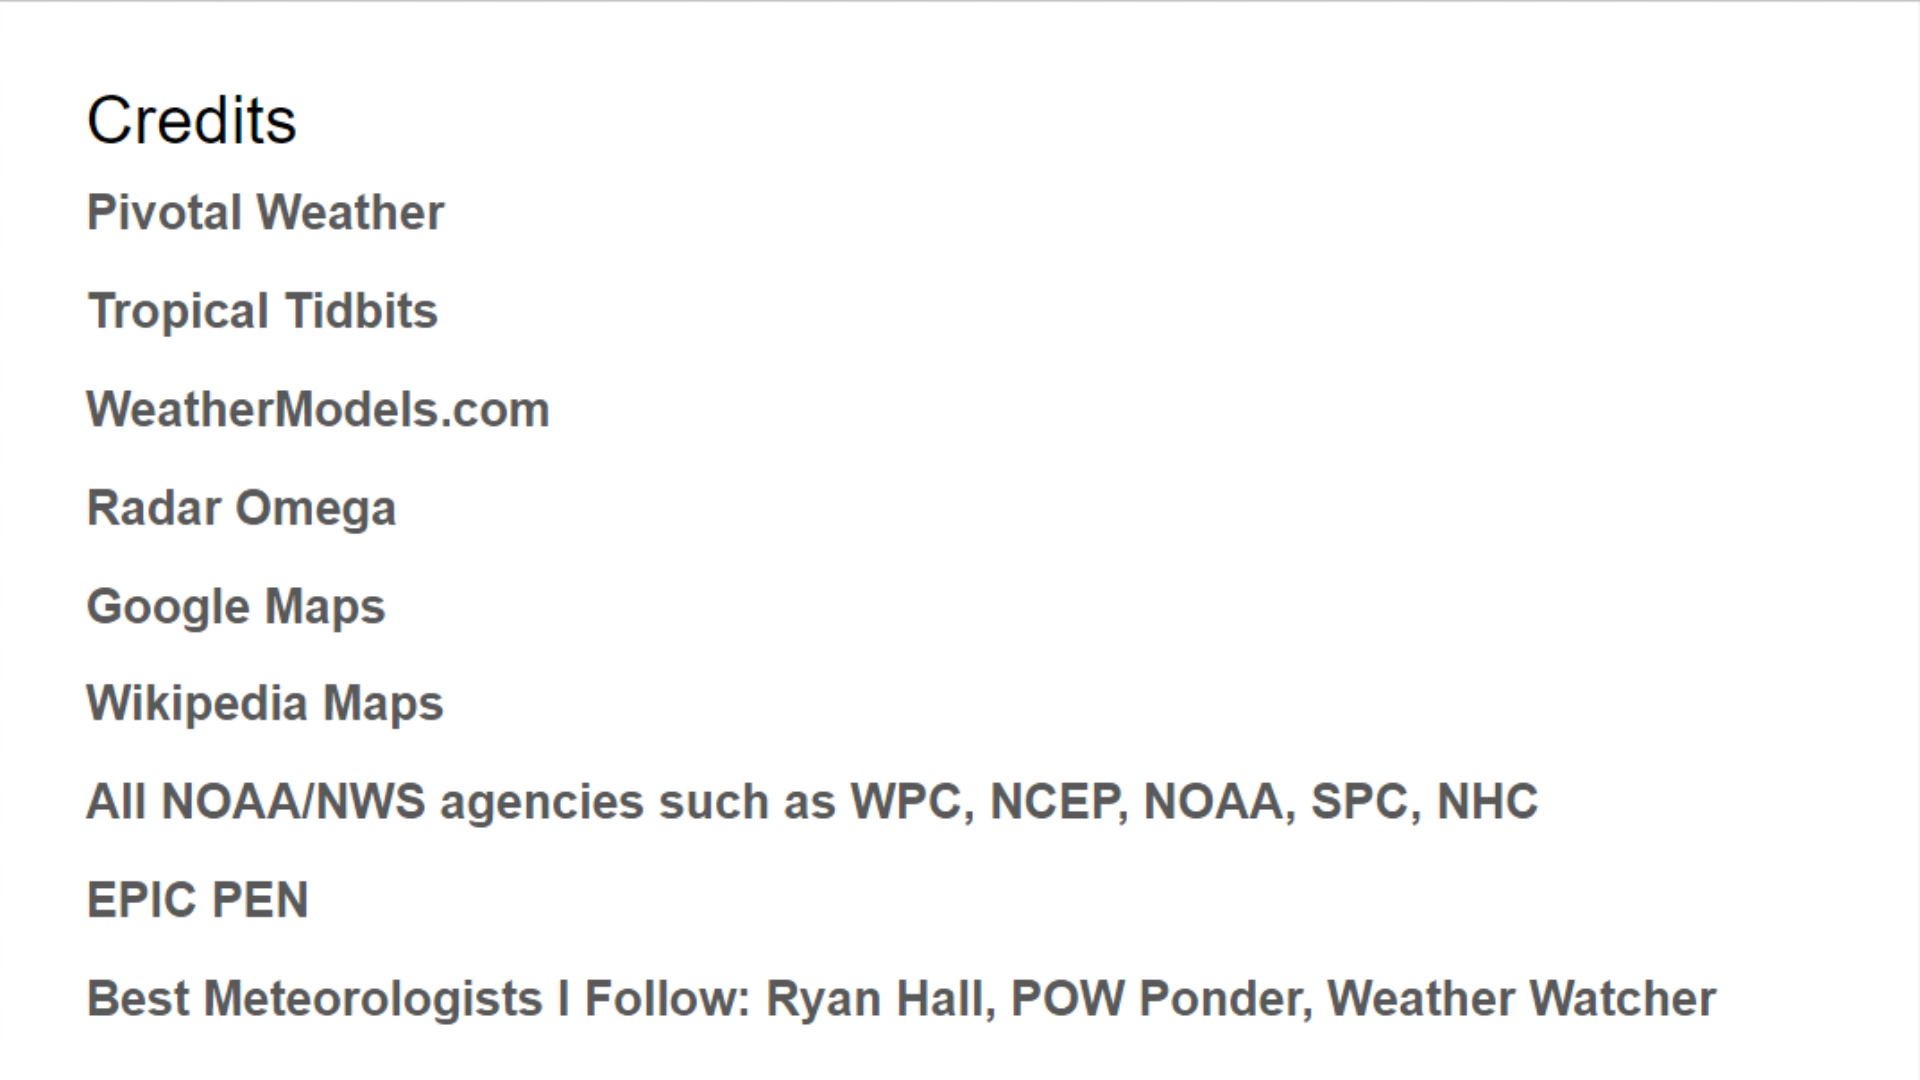 Credits
Pivotal Weather
Tropical Tidbits
WeatherModels.com
Radar Omega
Google Maps
Wikipedia Maps
All NOAA/NWS agencies such as WPC, NCEP, NOAA, SPC, NHC
EPIC PEN
Best Meteorologists I Follow: Ryan Hall, POW Ponder, Weather Watcher